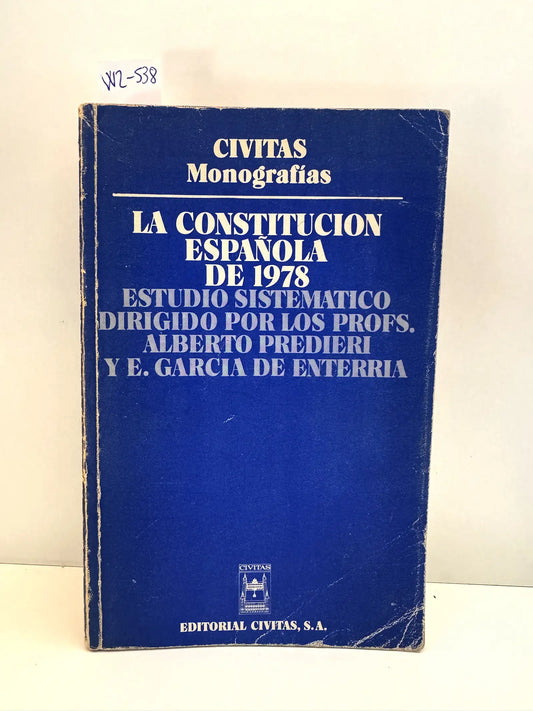 W2-538
CIVITAS
Monografías
LA CONSTITUCION
ESPAÑOLA
DE 1978
ESTUDIO SISTEMATICO
DIRIGIDO POR LOS PROFS.
ALBERTO PREDIERI
Y E. GARCIA DE ENTERRIA
CIVITAS
EDITORIAL CIVITAS, S.A.